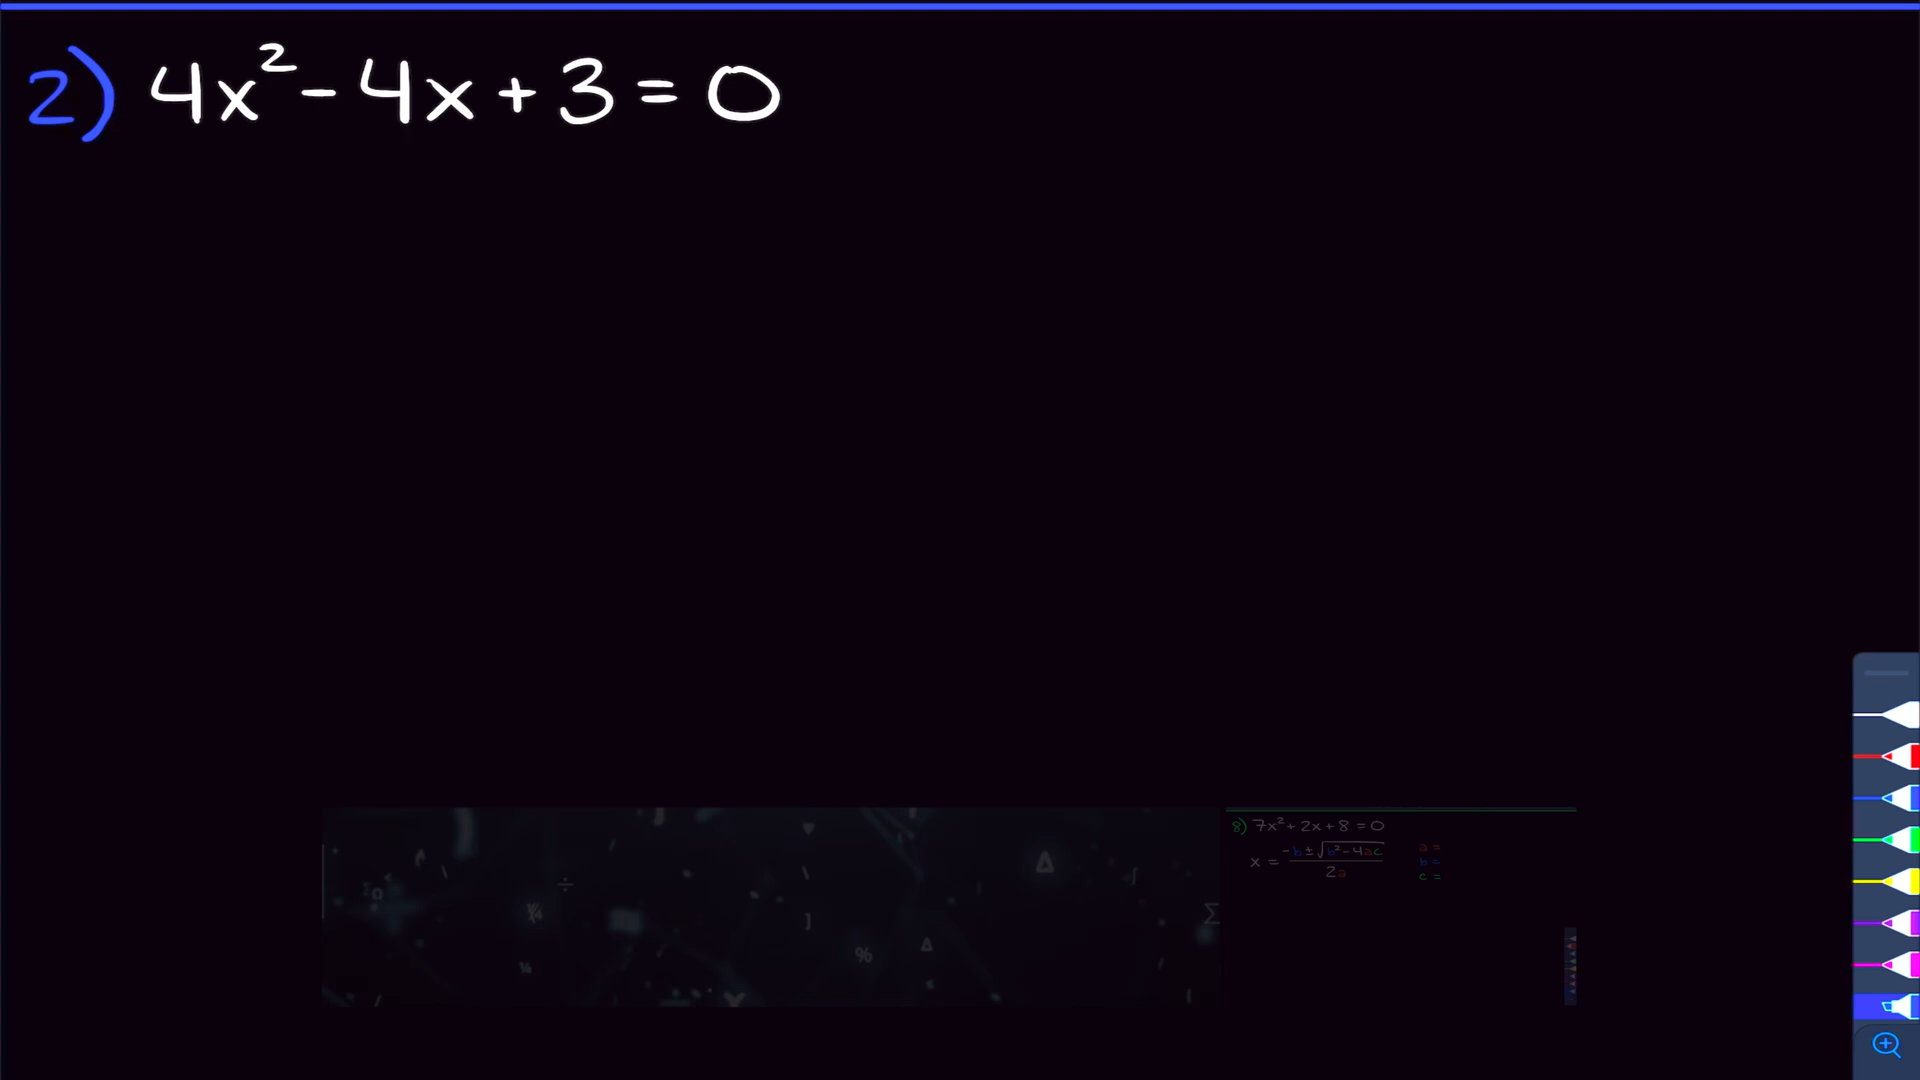 2) 4x² - 4x + 3 = 0
8) 7x² + 2x + 8 = 0
x = -b ± √b² - 4ac / 2a
a =
b =
c =